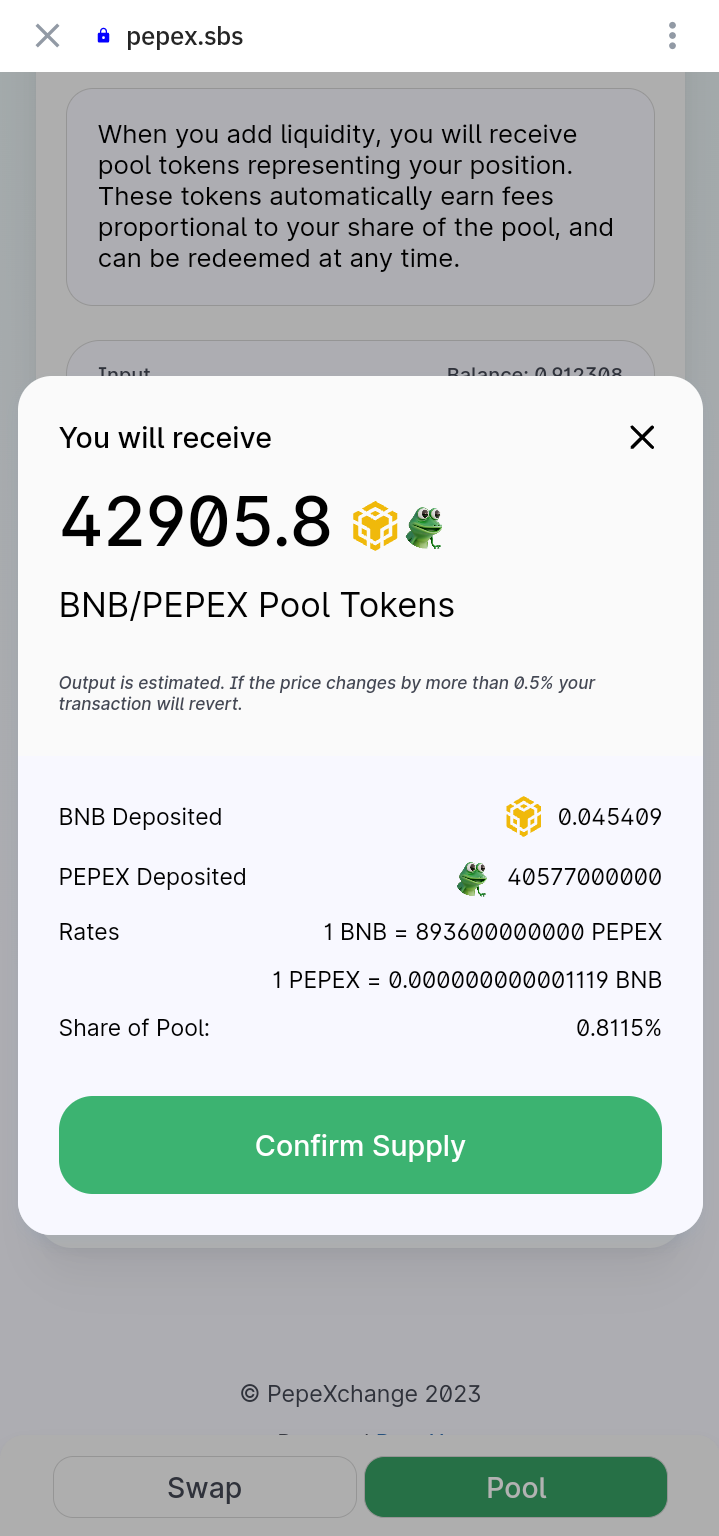 pepex.sbs
When you add liquidity, you will receive
pool tokens representing your position.
These tokens automatically earn fees
proportional to your share of the pool, and
can be redeemed at any time.
Input Balance: 0.912308
You will receive
42905.8
BNB/PEPEX Pool Tokens
Output is estimated. If the price changes by more than 0.5% your
transaction will revert.
BNB Deposited 0.045409
PEPEX Deposited 40577000000
Rates 1 BNB = 893600000000 PEPEX
1 PEPEX = 0.000000000001119 BNB
Share of Pool: 0.8115%
Confirm Supply
© PepeXchange 2023
Swap Pool